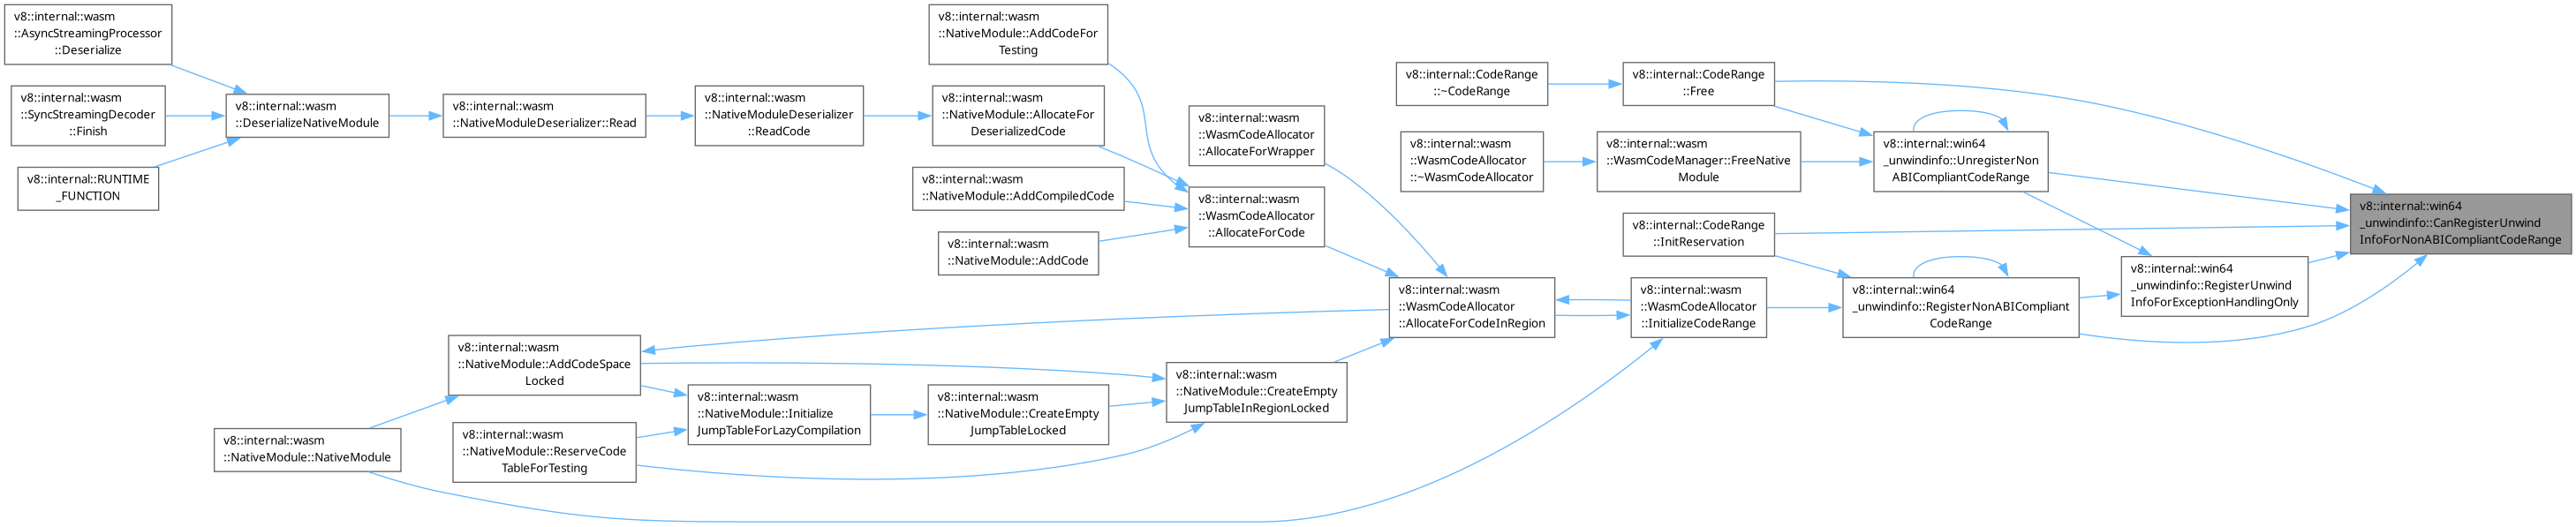 v8::internal::wasm
::AsyncStreamingProcessor
::Deserialize
v8::internal::wasm
::SyncStreamingDecoder
::Finish
v8::internal::RUNTIME
_FUNCTION
v8::internal::wasm
::DeserializeNativeModule
v8::internal::wasm
::NativeModuleDeserializer::Read
v8::internal::wasm
::NativeModuleDeserializer
::ReadCode
v8::internal::wasm
::NativeModule::AddCodeFor
Testing
v8::internal::wasm
::NativeModule::AllocateFor
DeserializedCode
v8::internal::wasm
::NativeModule::AddCompiledCode
v8::internal::wasm
::NativeModule::AddCode
v8::internal::wasm
::WasmCodeAllocator
::AllocateForWrapper
v8::internal::wasm
::WasmCodeAllocator
::AllocateForCode
v8::internal::CodeRange
::~CodeRange
v8::internal::CodeRange
::Free
v8::internal::wasm
::WasmCodeAllocator
::~WasmCodeAllocator
v8::internal::wasm
::WasmCodeManager::FreeNative
Module
v8::internal::win64
_unwindinfo::UnregisterNon
ABICompliantCodeRange
v8::internal::CodeRange
::InitReservation
v8::internal::win64
_unwindinfo::CanRegisterUnwind
InfoForNonABICompliantCodeRange
v8::internal::win64
_unwindinfo::RegisterUnwind
InfoForExceptionHandlingOnly
v8::internal::win64
_unwindinfo::RegisterNonABICompliant
CodeRange
v8::internal::wasm
::WasmCodeAllocator
::InitializeCodeRange
v8::internal::wasm
::WasmCodeAllocator
::AllocateForCodeInRegion
v8::internal::wasm
::NativeModule::AddCodeSpace
Locked
v8::internal::wasm
::NativeModule::CreateEmpty
JumpTableInRegionLocked
v8::internal::wasm
::NativeModule::Initialize
JumpTableForLazyCompilation
v8::internal::wasm
::NativeModule::CreateEmpty
JumpTableLocked
v8::internal::wasm
::NativeModule::ReserveCode
TableForTesting
v8::internal::wasm
::NativeModule::NativeModule